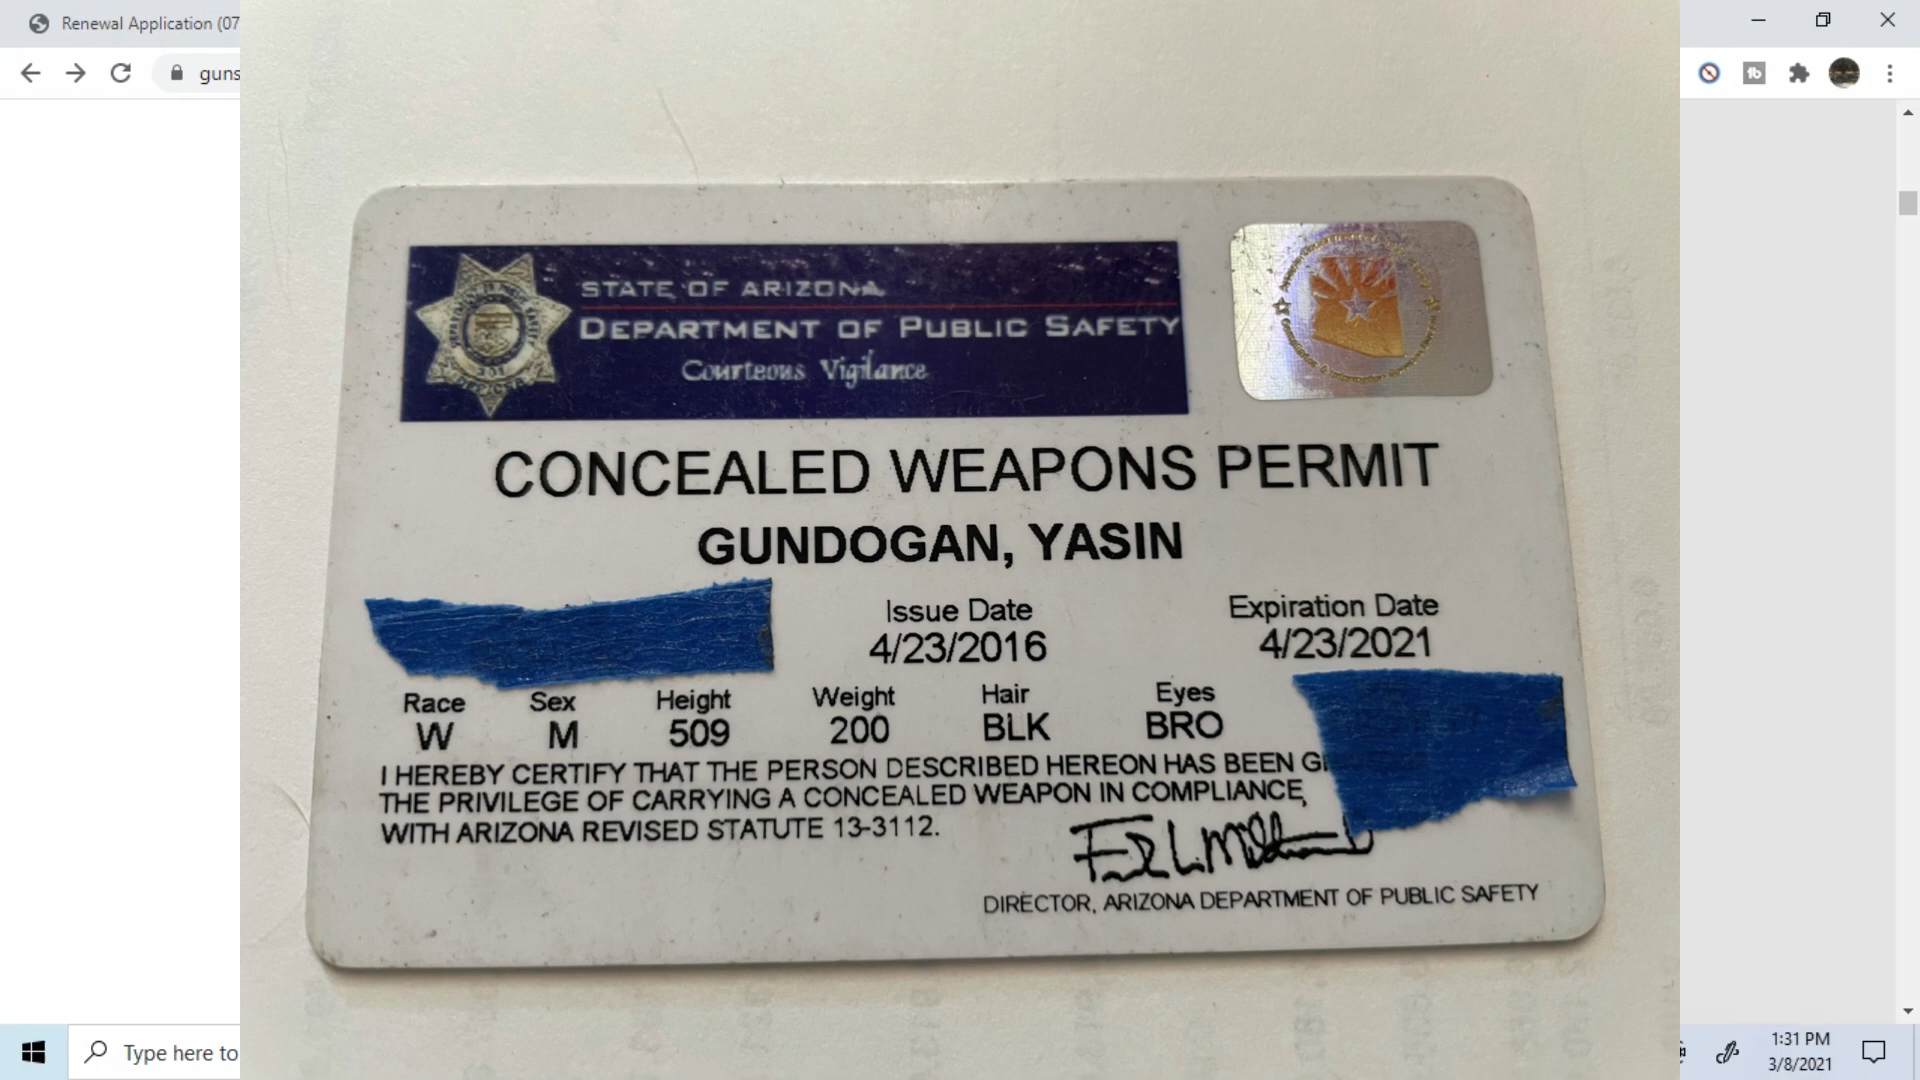 Renewal Application (07
guns
STATE OF ARIZONA
DEPARTMENT OF PUBLIC SAFETY
Courteous Vigilance
CONCEALED WEAPONS PERMIT
GUNDOGAN, YASIN
Issue Date Expiration Date
4/23/2016 4/23/2021
Race Sex Height Weight Hair Eyes
W M 509 200 BLK BRO
I HEREBY CERTIFY THAT THE PERSON DESCRIBED HEREON HAS BEEN
THE PRIVILEGE OF CARRYING A CONCEALED WEAPON IN COMPLIANCE
WITH ARIZONA REVISED STATUTE 13-3112.
DIRECTOR, ARIZONA DEPARTMENT OF PUBLIC SAFETY
Type here to
1:31 PM
3/8/2021